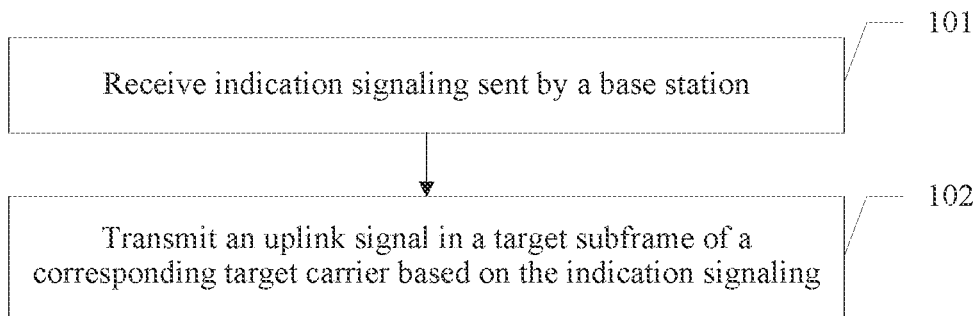 101
Receive indication signaling sent by a base station
102
Transmit an uplink signal in a target subframe of a
corresponding target carrier based on the indication signaling